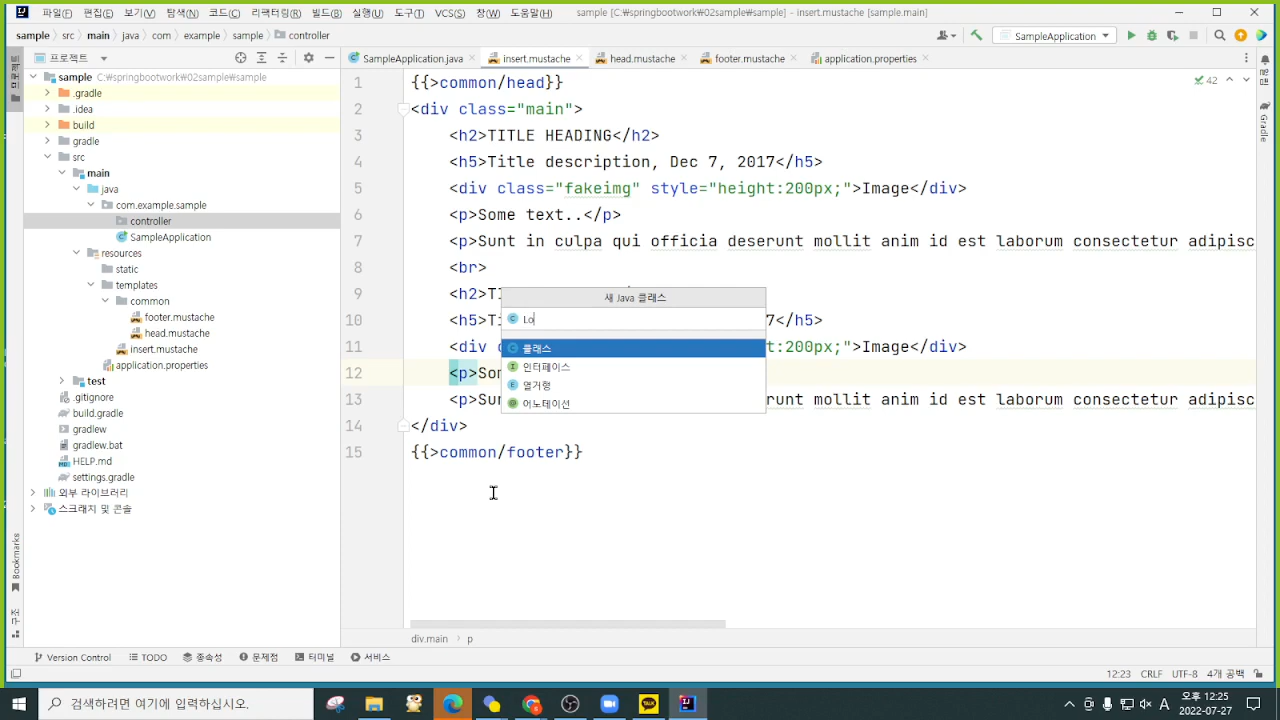 파일(F) 편집(E) 보기(V) 탐색(N) 코드(C) 리팩터링(R) 빌드(B) 실행(U) 도구(T) VCS(S) 창(W) 도움말(H) sample [C:₩springbootwork₩02sample₩sample] – insert.mustache [sample.main]
sample src main java com example sample controller
SampleApplication
프로젝트
SampleApplication.java insert.mustache head.mustache footer.mustache application.properties
sample C:₩springbootwork₩02sample₩sample
.gradle
.idea
build
gradle
src
main
java
com.example.sample
controller
SampleApplication
resources
static
templates
common
footer.mustache
head.mustache
insert.mustache
application.properties
test
.gitignore
build.gradle
gradlew
gradlew.bat
HELP.md
settings.gradle
외부 라이브러리
스크래치 및 콘솔
42
1 {{>common/head}}
2 <div class="main">
3 <h2>TITLE HEADING</h2>
4 <h5>Title description, Dec 7, 2017</h5>
5 <div class="fakeimg" style="height:200px;">Image</div>
6 <p>Some text..</p>
7 <p>Sunt in culpa qui officia deserunt mollit anim id est laborum consectetur adipisc
8 <br>
9 <h2>T
10 <h5>Ti 7</h5>
11 <div t:200px;">Image</div>
12 <p>Som
13 <p>Sun runt mollit anim id est laborum consectetur adipisc
14 </div>
15 {{>common/footer}}
새 Java 클래스
Lo
클래스
인터페이스
열거형
어노테이션
Gradle
Bookmarks
div.main p
Version Control TODO 종속성 문제점 터미널 서비스
12:23 CRLF UTF-8 4개 공백
검색하려면 여기에 입력하십시오.
TALK
A
오후 12:25
2022-07-27